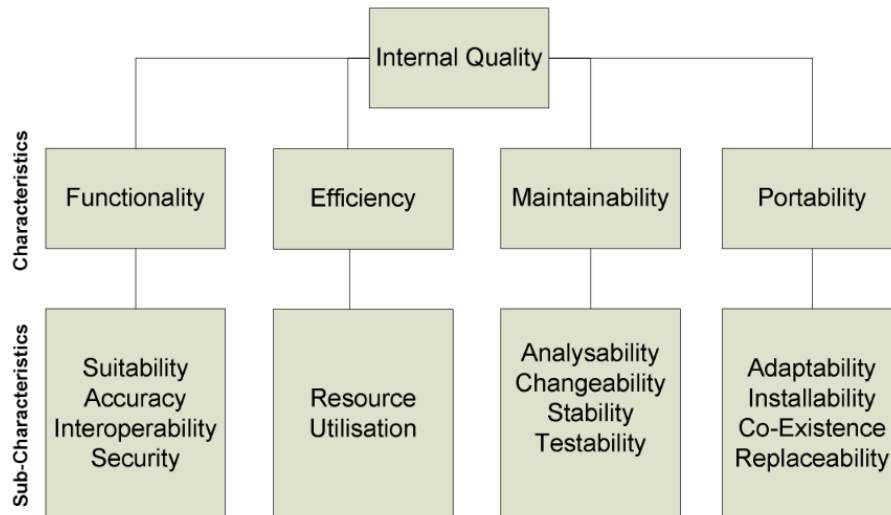 Internal Quality
Characteristics
Functionality
Efficiency
Maintainability
Portability
Sub-Characteristics
Suitability
Accuracy
Interoperability
Security
Resource
Utilisation
Analysability
Changeability
Stability
Testability
Adaptability
Installability
Co-Existence
Replaceability